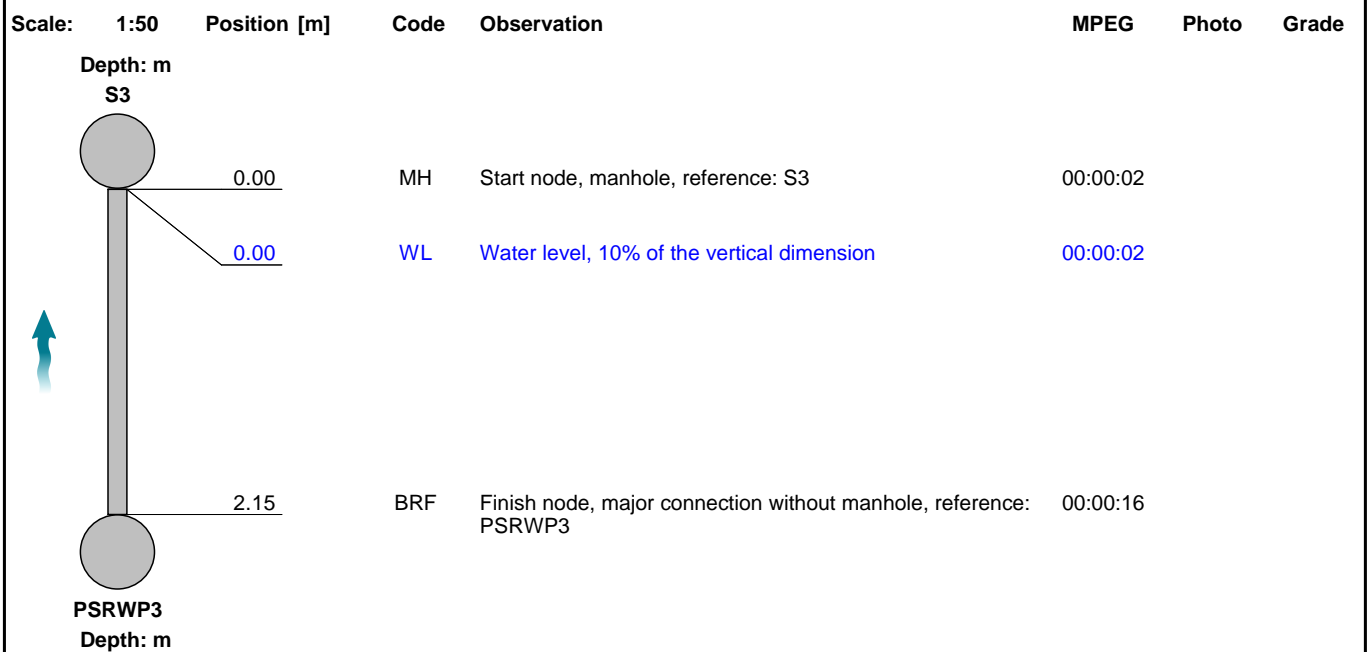 Scale: 1:50 Position [m] Code Observation MPEG Photo Grade
Depth: m
S3
0.00 MH Start node, manhole, reference: S3 00:00:02
0.00 WL Water level, 10% of the vertical dimension 00:00:02
2.15 BRF Finish node, major connection without manhole, reference: 00:00:16
PSRWP3
PSRWP3
Depth: m